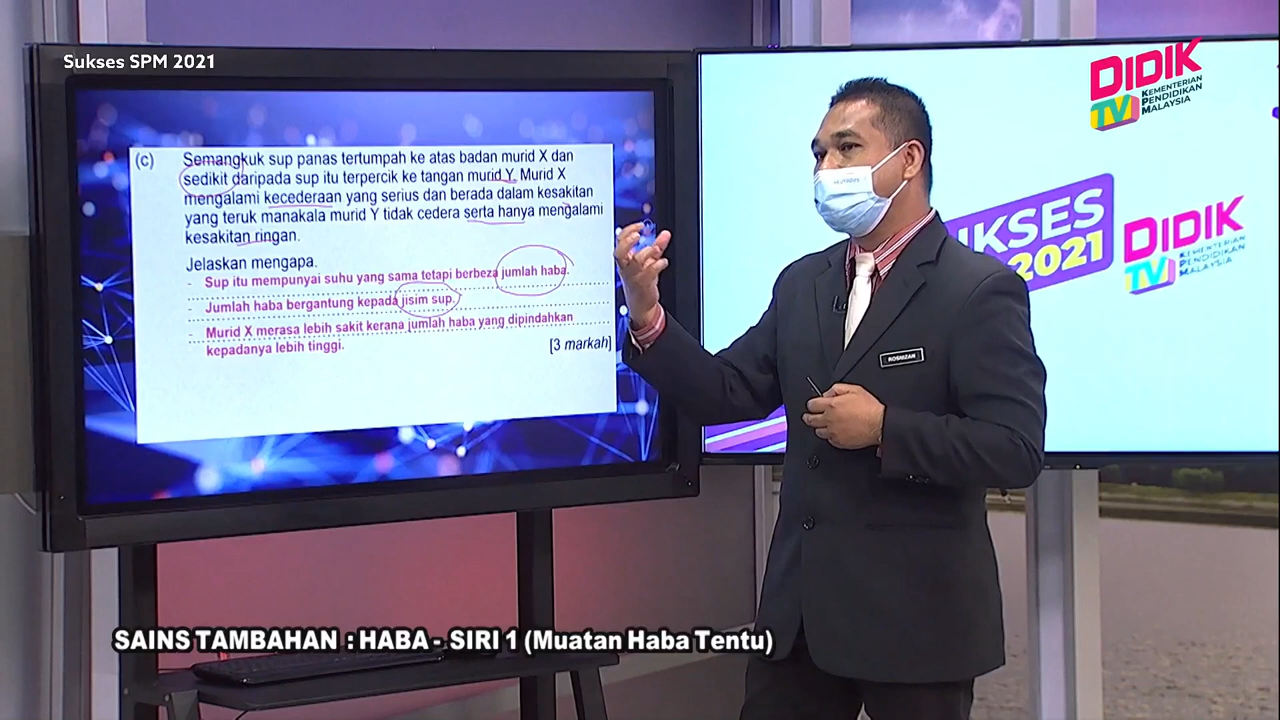 Sukses SPM 2021
(c) Semangkuk sup panas tertumpah ke atas badan murid X dan
sedikit daripada sup itu terpercik ke tangan murid Y. Murid X
mengalami kecederaan yang serius dan berada dalam kesakitan
yang teruk manakala murid Y tidak cedera serta hanya mengalami
kesakitan ringan.
Jelaskan mengapa.
- Sup itu mempunyai suhu yang sama tetapi berbeza jumlah haba.
- Jumlah haba bergantung kepada jisim sup.
- Murid X merasa lebih sakit kerana jumlah haba yang dipindahkan
kepadanya lebih tinggi.
[3 markah]
DIDIK
TV KEMENTERIAN
PENDIDIKAN
MALAYSIA
UKSES
2021
DIDIK
TV KEMENTERIAN
PENDIDIKAN
MALAYSIA
ROSMIZAN
SAINS TAMBAHAN : HABA - SIRI 1 (Muatan Haba Tentu)